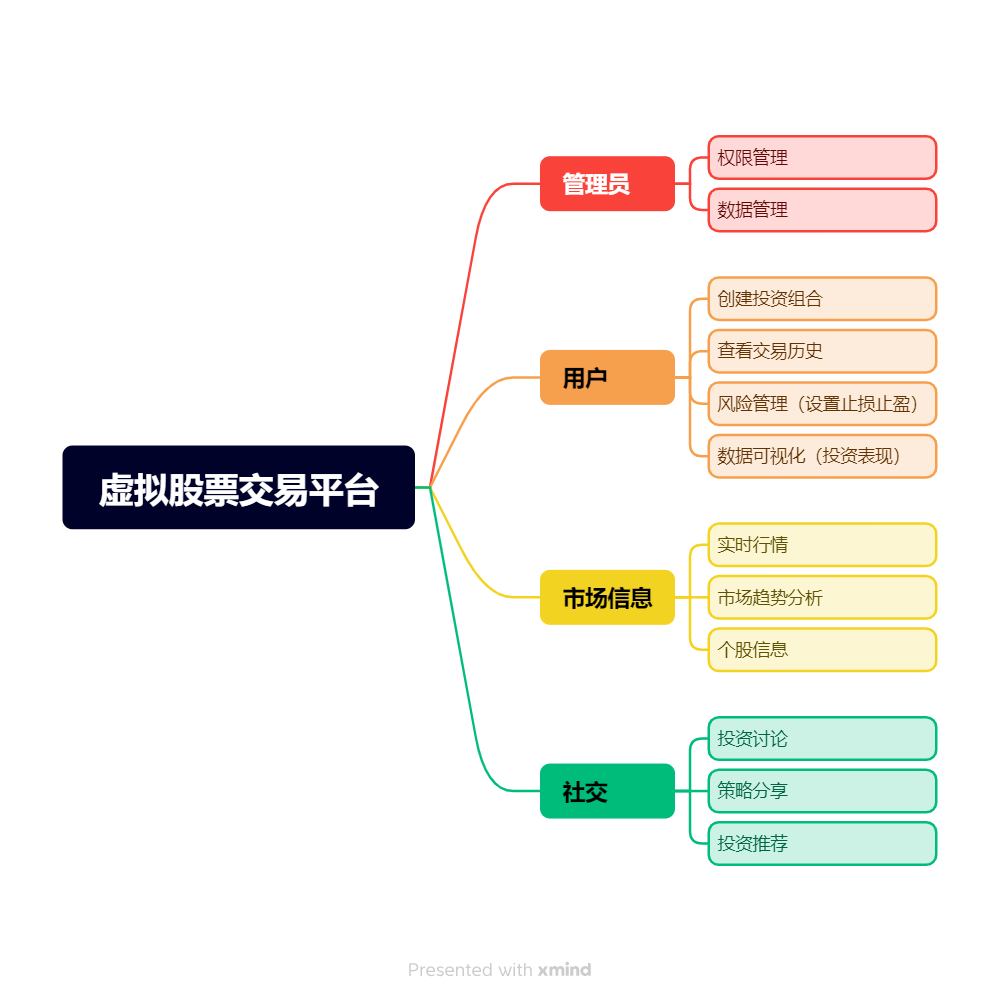 虚拟股票交易平台
管理员
权限管理
数据管理
用户
创建投资组合
查看交易历史
风险管理（设置止损止盈）
数据可视化（投资表现）
市场信息
实时行情
市场趋势分析
个股信息
社交
投资讨论
策略分享
投资推荐
Presented with xmind